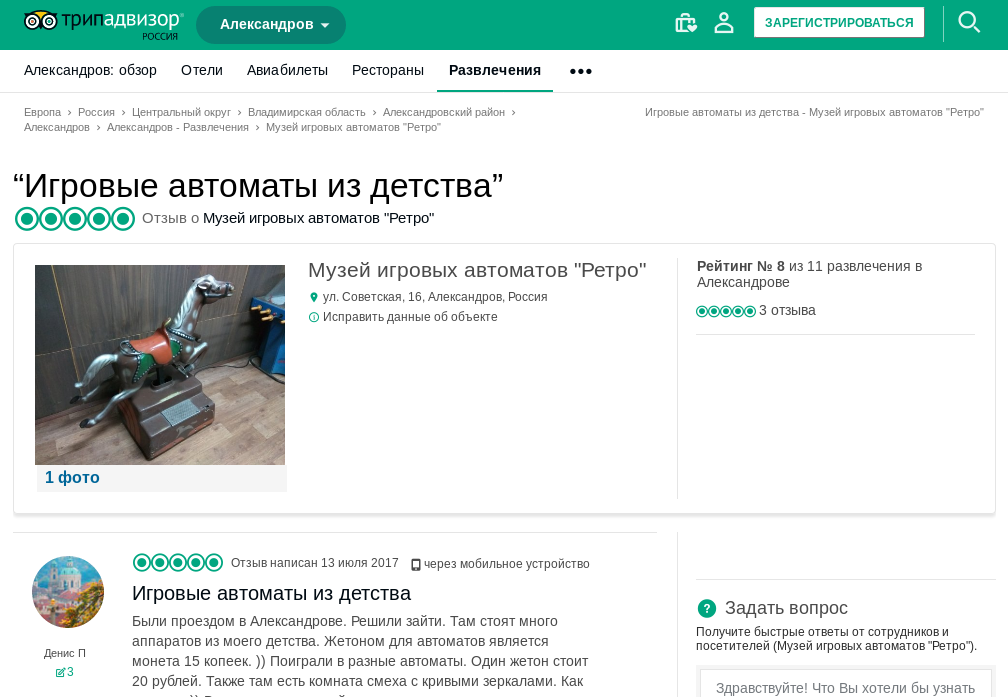 трипадвизор®
РОССИЯ
Александров
ЗАРЕГИСТРИРОВАТЬСЯ
Александров: обзор Отели Авиабилеты Рестораны Развлечения •••
Европа › Россия › Центральный округ › Владимирская область › Александровский район ›
Александров › Александров - Развлечения › Музей игровых автоматов "Ретро"
Игровые автоматы из детства - Музей игровых автоматов "Ретро"
“Игровые автоматы из детства”
Отзыв о Музей игровых автоматов "Ретро"
1 фото
Музей игровых автоматов "Ретро"
ул. Советская, 16, Александров, Россия
Исправить данные об объекте
Рейтинг № 8 из 11 развлечения в
Александрове
3 отзыва
Денис П
3
Отзыв написан 13 июля 2017 через мобильное устройство
Игровые автоматы из детства
Были проездом в Александрове. Решили зайти. Там стоят много
аппаратов из моего детства. Жетоном для автоматов является
монета 15 копеек. )) Поиграли в разные автоматы. Один жетон стоит
20 рублей. Также там есть комната смеха с кривыми зеркалами. Как
Задать вопрос
Получите быстрые ответы от сотрудников и
посетителей (Музей игровых автоматов "Ретро").
Здравствуйте! Что Вы хотели бы узнать